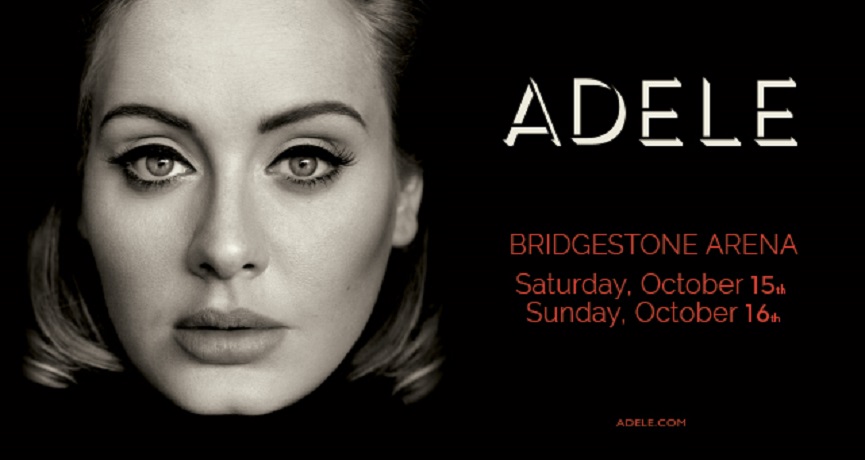 ADELE
BRIDGESTONE ARENA
Saturday, October 15th
Sunday, October 16th
ADELE.COM